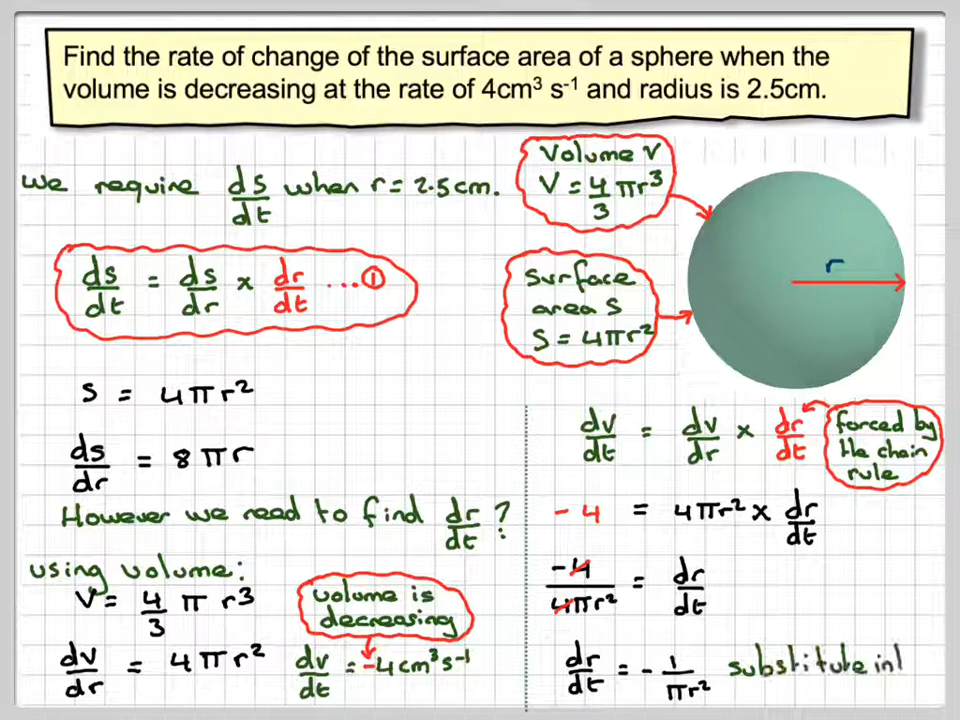 Find the rate of change of the surface area of a sphere when the
volume is decreasing at the rate of 4cm³ s⁻¹ and radius is 2.5cm.
We require ds/dt when r = 2.5cm.
ds/dt = ds/dr × dr/dt ...①
S = 4πr²
ds/dr = 8πr
However we need to find dr/dt?
using volume:
V = 4/3 π r³
dv/dr = 4πr²
volume is
decreasing
dv/dt = -4cm³s⁻¹
Volume V
V = 4/3 πr³
Surface
area S
S = 4πr²
r
dv/dt = dv/dr × dr/dt
forced by
the chain
rule
-4 = 4πr² × dr/dt
-4/4πr² = dr/dt
dr/dt = - 1/πr² substitute int